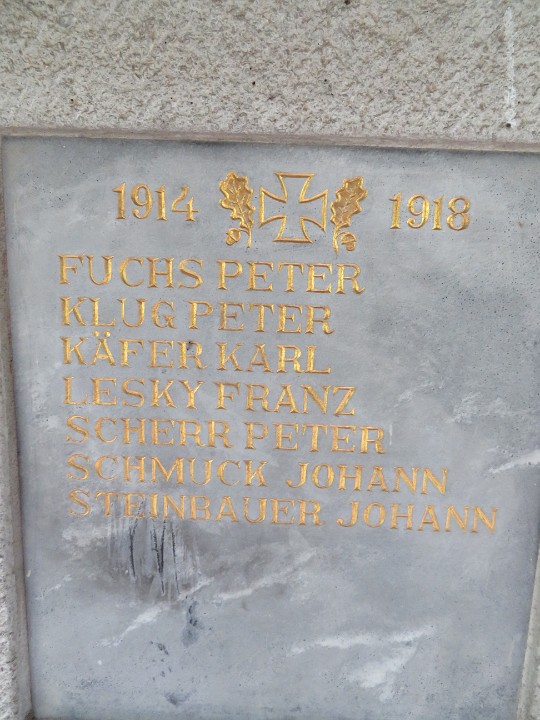 1914 1918
FUCHS PETER
KLUG PETER
KÄFER KARL
LESKY FRANZ
SCHERR PETER
SCHMUCK JOHANN
STEINBAUER JOHANN